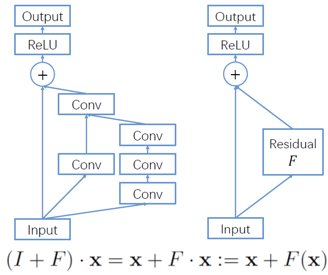 Output
Output
ReLU
ReLU
+
+
Conv
Conv
Conv
Conv
Conv
Residual
F
Input
Input
(I + F) · x = x + F · x := x + F(x)